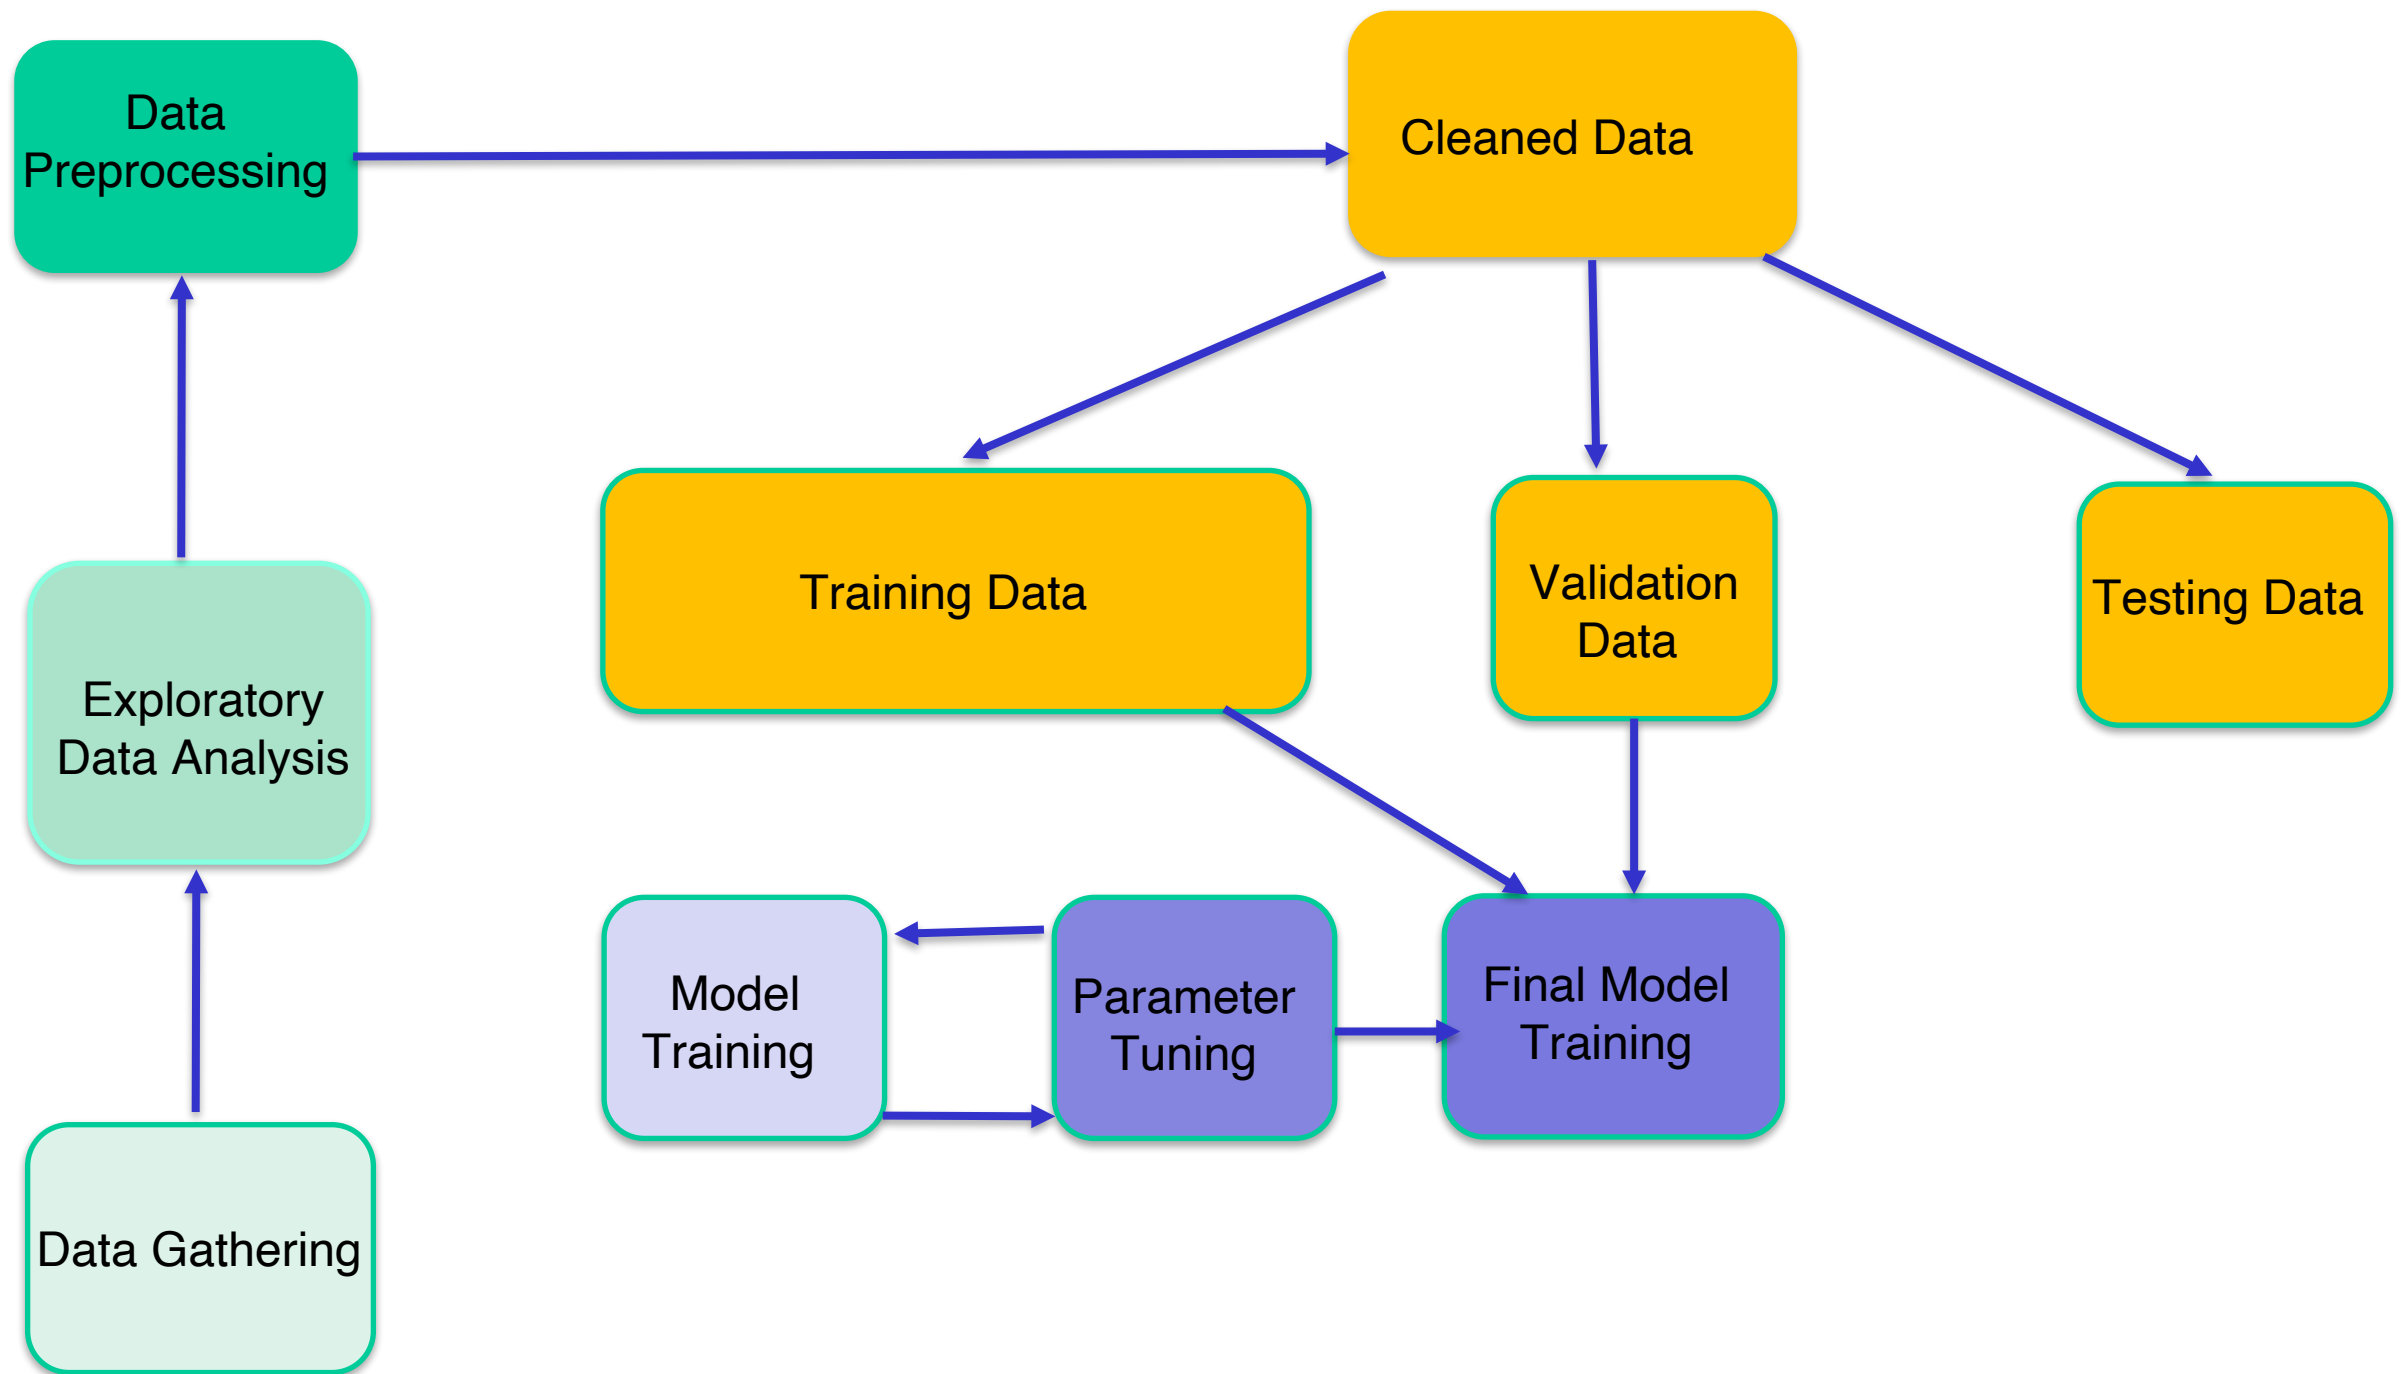 Data
Preprocessing
Cleaned Data
Training Data
Validation
Data
Testing Data
Exploratory
Data Analysis
Model
Training
Parameter
Tuning
Final Model
Training
Data Gathering